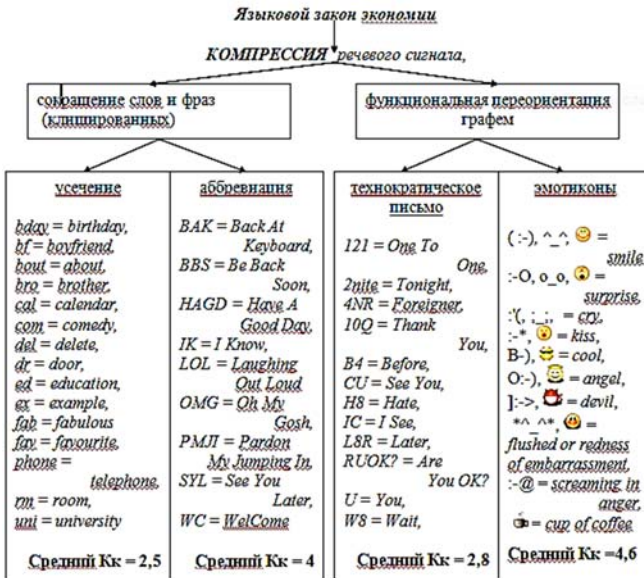 Языковой закон экономии
КОМПРЕССИЯ речевого сигнала,
сокращение слов и фраз
(клишированных)
функциональная переориентация
графем
усечение
bday = birthday,
bf = boyfriend,
bout = about,
bro = brother,
cal = calendar,
com = comedy,
del = delete,
dr = door,
ed = education,
ex = example,
fab = fabulous
fav = favourite,
phone =
telephone,
rm = room,
uni = university
Средний Кк = 2,5
аббревиация
BAK = Back At
Keyboard,
BBS = Be Back
Soon,
HAGD = Have A
Good Day,
IK = I Know,
LOL = Laughing
Out Loud
OMG = Oh My
Gosh,
PMJI = Pardon
My Jumping In,
SYL = See You
Later,
WC = WelCome
Средний Кк = 4
технократическое
письмо
121 = One To
One,
2nite = Tonight,
4NR = Foreigner,
10Q = Thank
You,
B4 = Before,
CU = See You,
H8 = Hate,
IC = I See,
L8R = Later,
RUOK? = Are
You OK?
U = You,
W8 = Wait,
Средний Кк = 2,8
эмотиконы
( :-), ^_^, 🙂 =
smile,
:-O, o_o, 😮 =
surprise,
:'(, ;_;, = cry,
:-*, 😗 = kiss,
B-), 😎 = cool,
O:-), 😇 = angel,
]:->, 😈 = devil,
*^_^*, 😳 =
flushed or redness
of embarrassment,
:-@ = screaming in
anger,
☕ = cup of coffee
Средний Кк =4,6